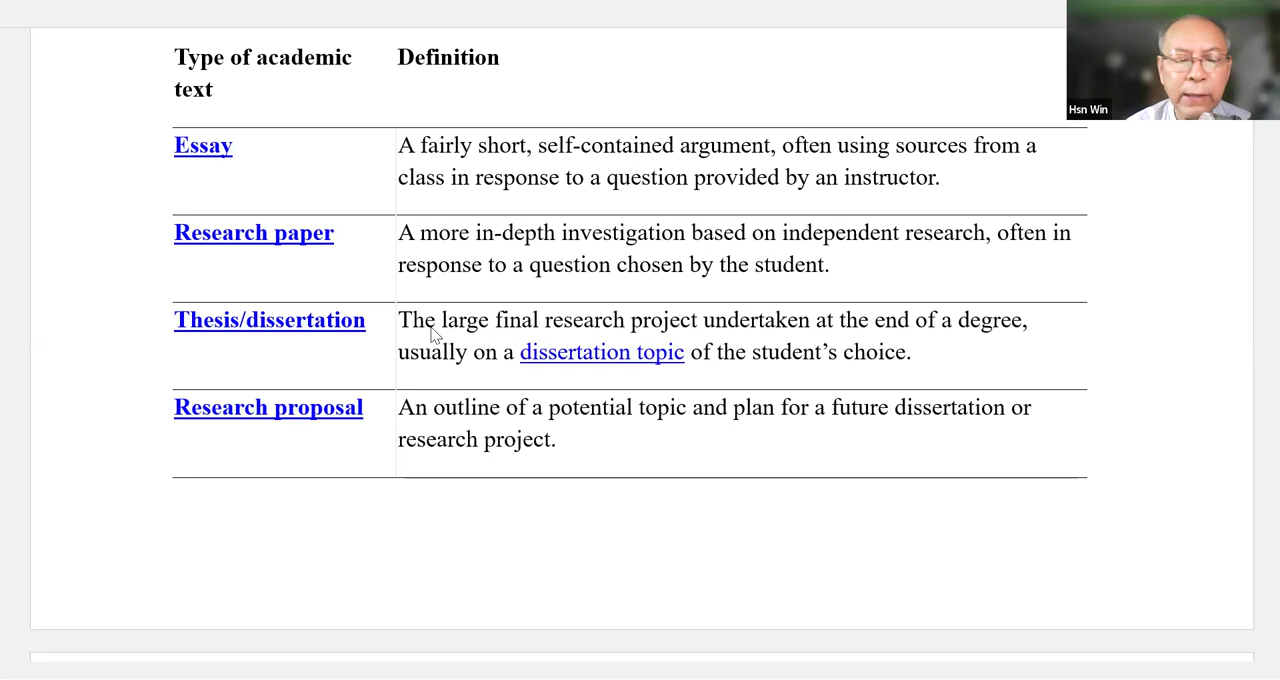 Type of academic
text
Definition
Hsn Win
Essay
A fairly short, self-contained argument, often using sources from a
class in response to a question provided by an instructor.
Research paper
A more in-depth investigation based on independent research, often in
response to a question chosen by the student.
Thesis/dissertation
The large final research project undertaken at the end of a degree,
usually on a dissertation topic of the student’s choice.
Research proposal
An outline of a potential topic and plan for a future dissertation or
research project.